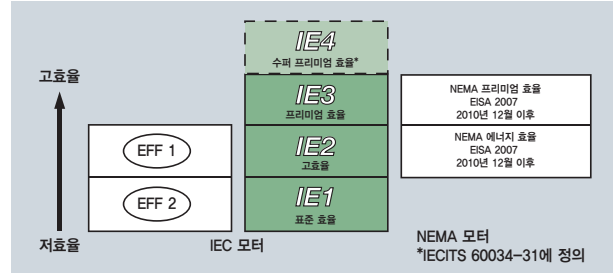 IE4
수퍼 프리미엄 효율*
고효율
IE3
프리미엄 효율
NEMA 프리미엄 효율
EISA 2007
2010년 12월 이후
EFF 1
IE2
고효율
NEMA 에너지 효율
EISA 2007
2010년 12월 이후
EFF 2
IE1
표준 효율
저효율
IEC 모터
NEMA 모터
*IECITS 60034-31에 정의